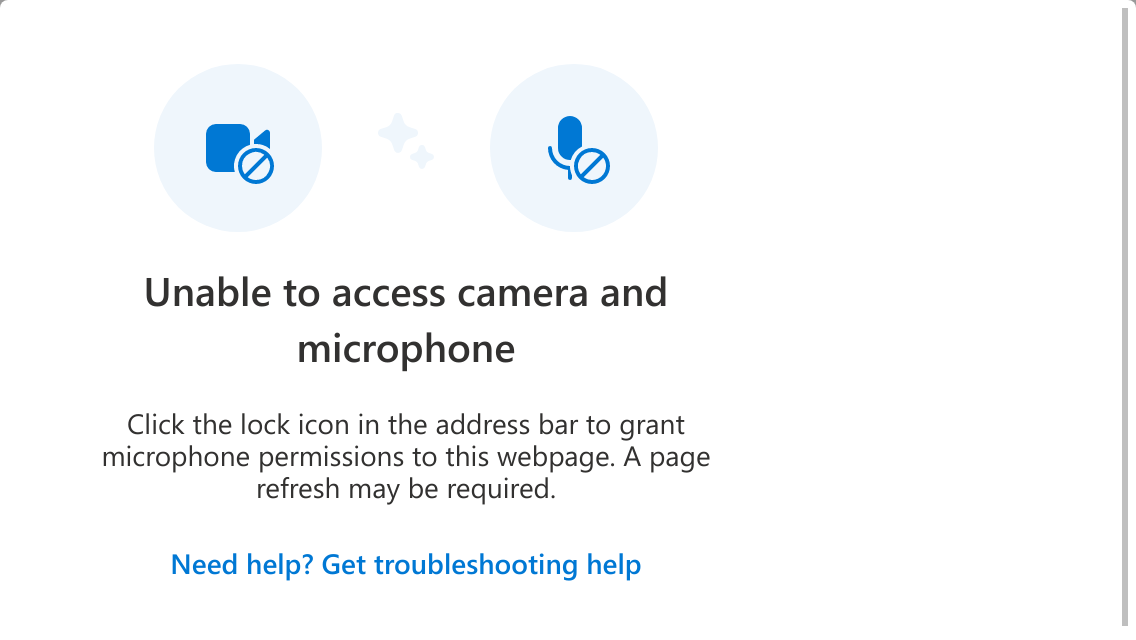 Unable to access camera and
microphone
Click the lock icon in the address bar to grant
microphone permissions to this webpage. A page
refresh may be required.
Need help? Get troubleshooting help